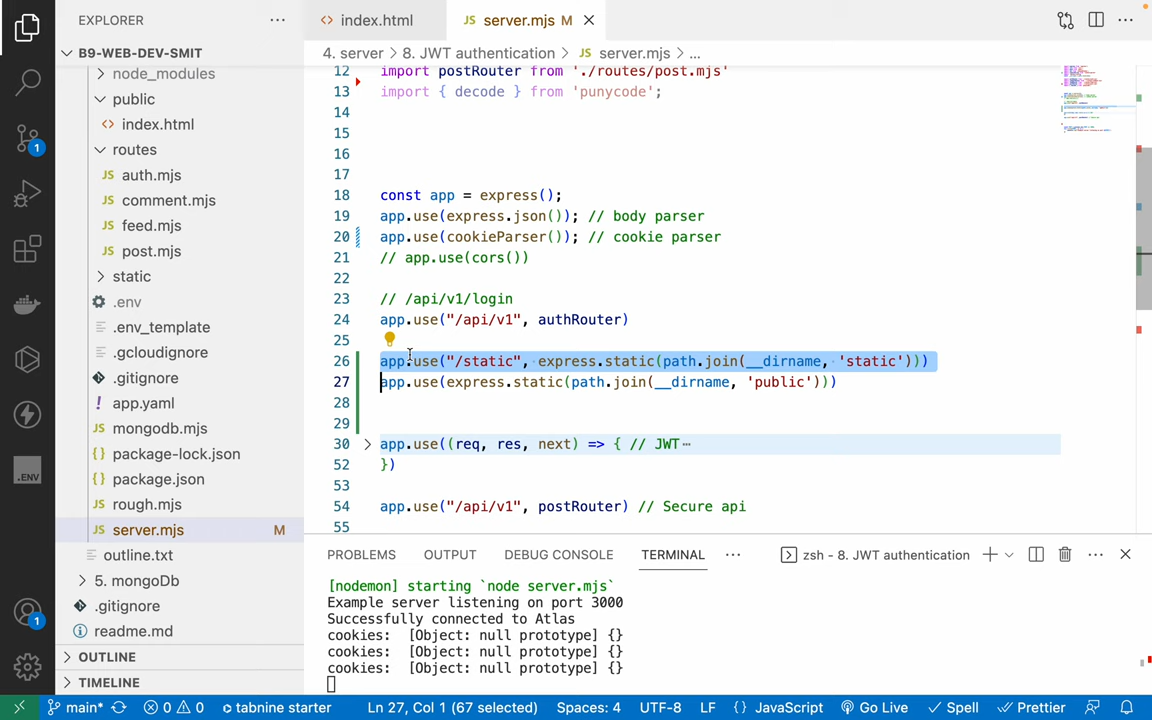 EXPLORER
B9-WEB-DEV-SMIT
node_modules
public
index.html
routes
auth.mjs
comment.mjs
feed.mjs
post.mjs
static
.env
.env_template
.gcloudignore
.gitignore
app.yaml
mongodb.mjs
package-lock.json
package.json
rough.mjs
server.mjs M
outline.txt
5. mongoDb
.gitignore
readme.md
OUTLINE
TIMELINE
1
1
.ENV
index.html
JS server.mjs M
4. server > 8. JWT authentication > JS server.mjs > ...
12 import postRouter from './routes/post.mjs'
13 import { decode } from 'punycode';
14
15
16
17
18 const app = express();
19 app.use(express.json()); // body parser
20 app.use(cookieParser()); // cookie parser
21 // app.use(cors())
22
23 // /api/v1/login
24 app.use("/api/v1", authRouter)
25
26 app.use("/static", express.static(path.join(__dirname, 'static')))
27 app.use(express.static(path.join(__dirname, 'public')))
28
29
30 app.use((req, res, next) => { // JWT⋯
52 })
53
54 app.use("/api/v1", postRouter) // Secure api
55
PROBLEMS OUTPUT DEBUG CONSOLE TERMINAL ⋯ zsh - 8. JWT authentication
[nodemon] starting `node server.mjs`
Example server listening on port 3000
Successfully connected to Atlas
cookies:  [Object: null prototype] {}
cookies:  [Object: null prototype] {}
cookies:  [Object: null prototype] {}
main* 0 0 tabnine starter Ln 27, Col 1 (67 selected) Spaces: 4 UTF-8 LF {} JavaScript Go Live Spell Prettier